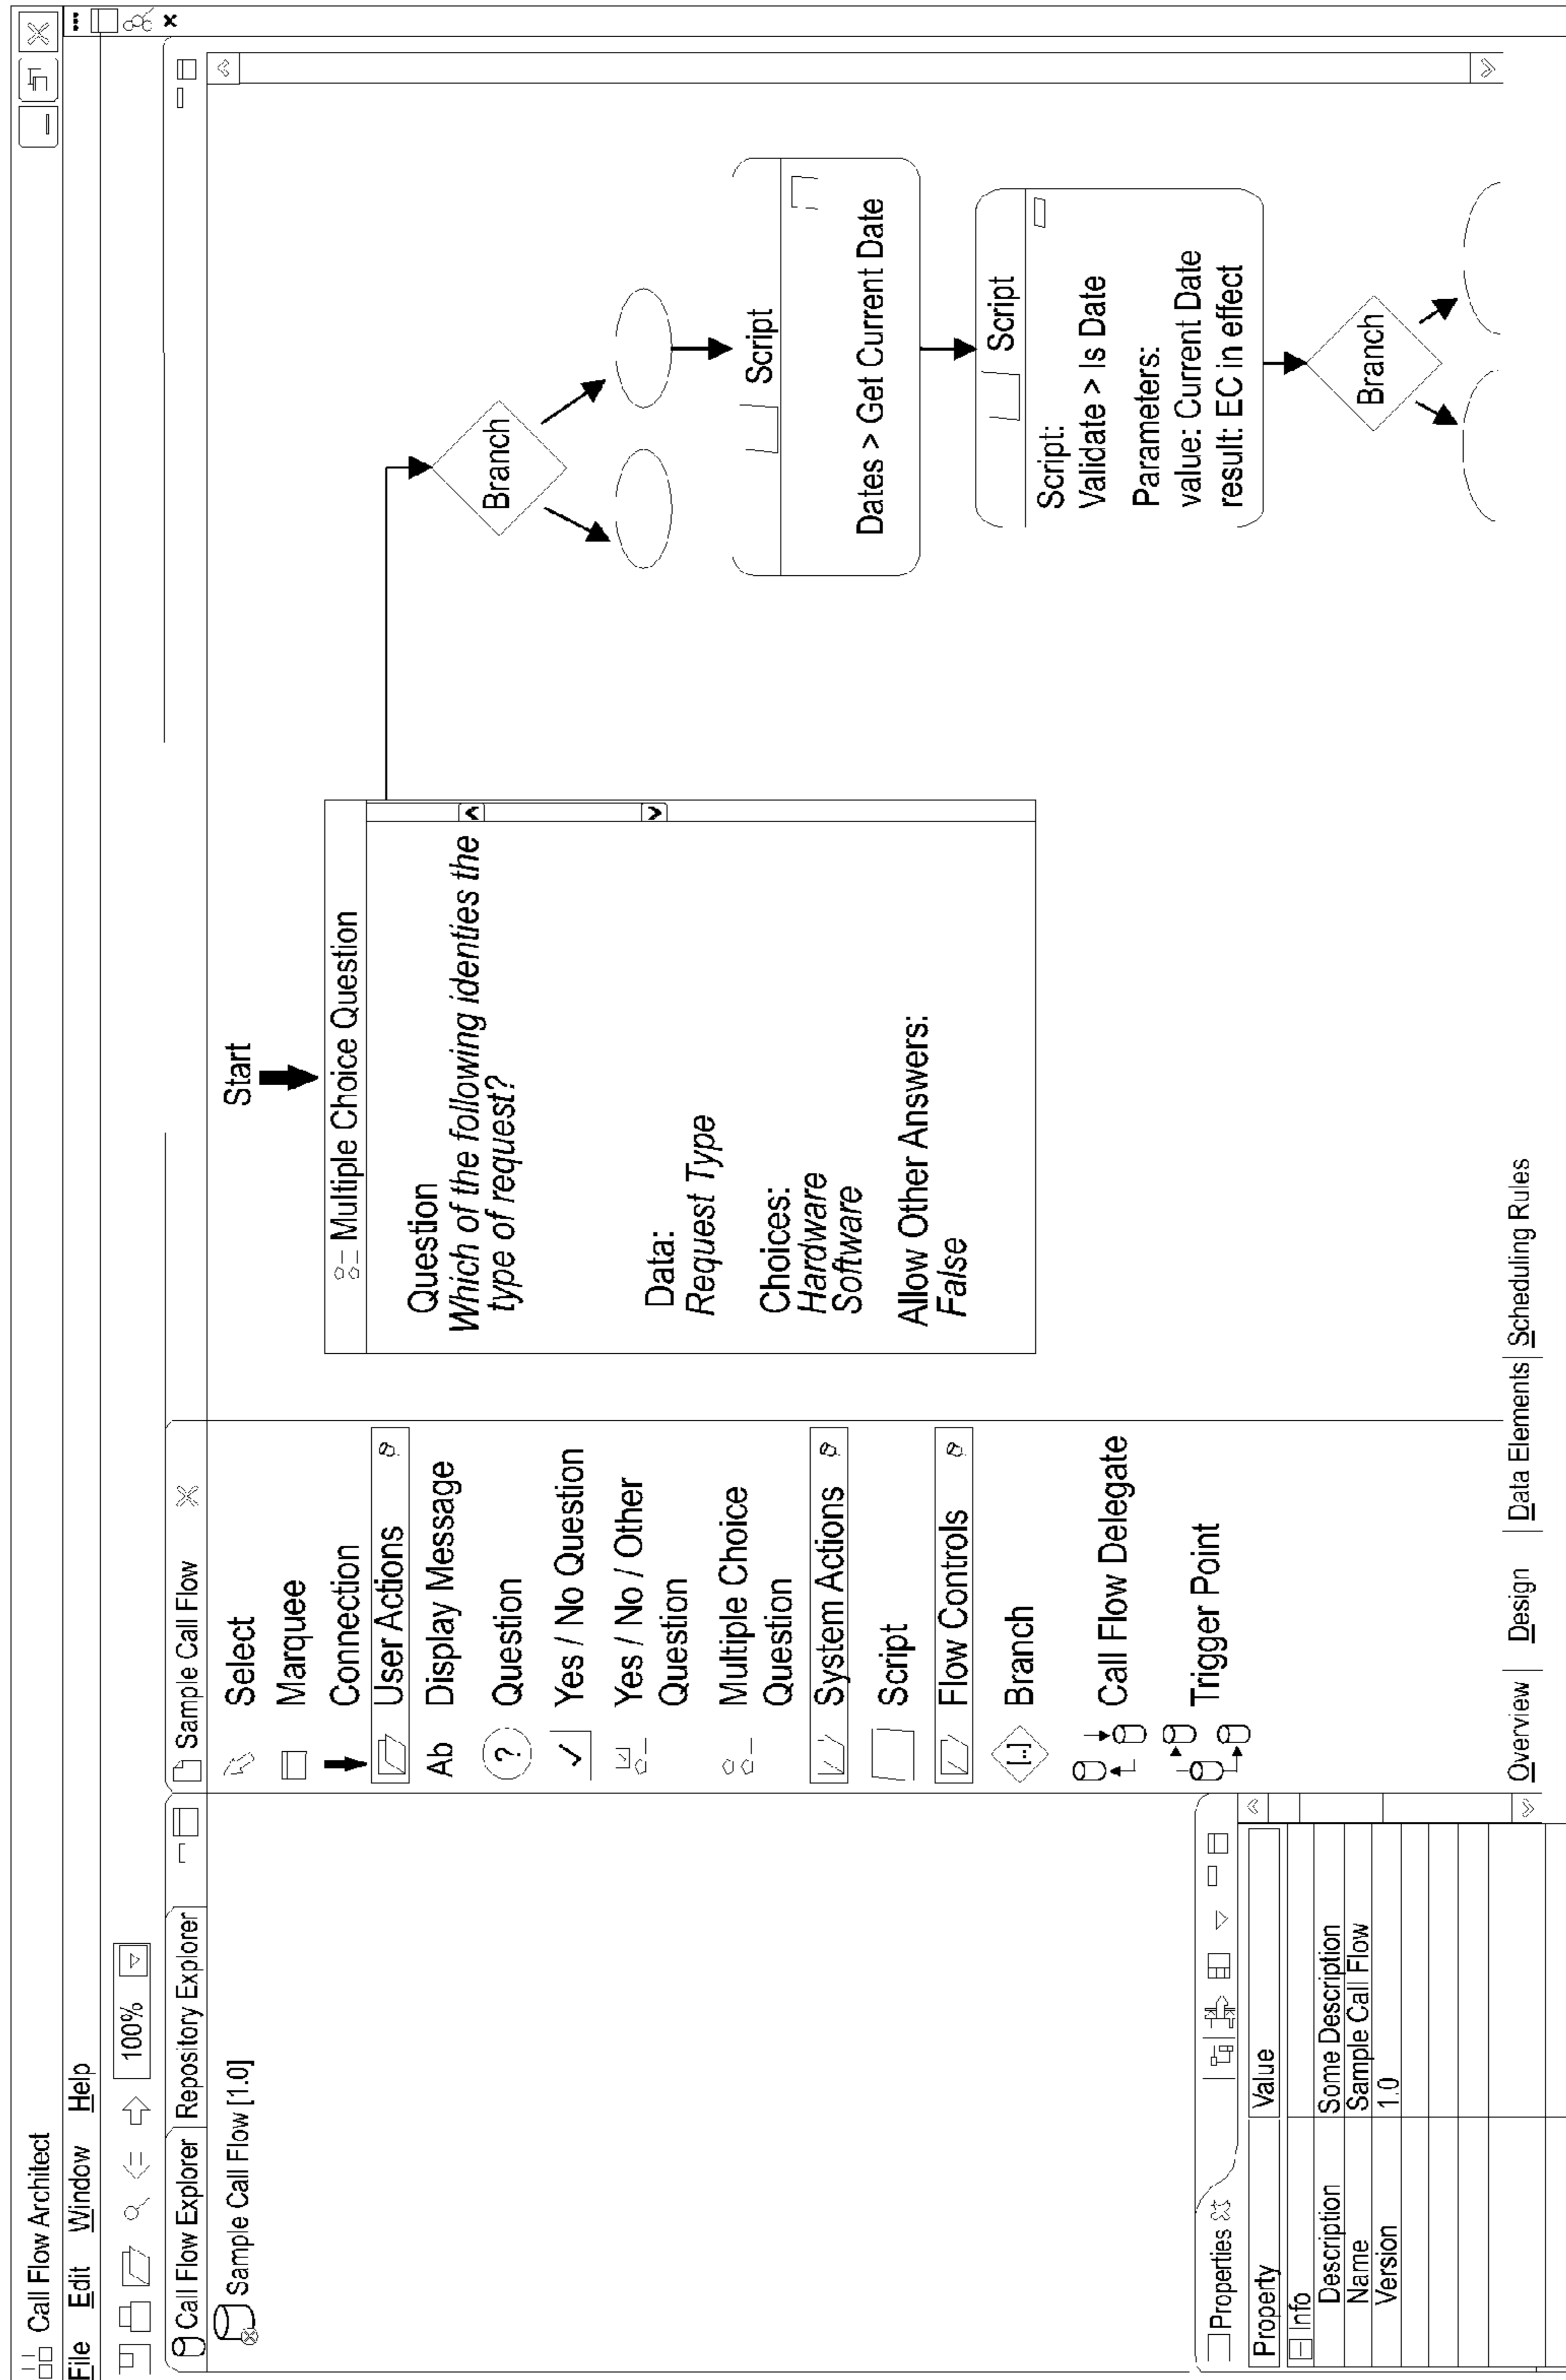 Call Flow Architect
File Edit Window Help
100%
Call Flow Explorer
Repository Explorer
Sample Call Flow [1.0]
Properties
Property Value
Info
Description Some Description
Name Sample Call Flow
Version 1.0
Sample Call Flow
Select
Marquee
Connection
User Actions
Ab Display Message
? Question
Yes / No Question
Yes / No / Other
Question
Multiple Choice
Question
System Actions
Script
Flow Controls
[..] Branch
Call Flow Delegate
Trigger Point
Overview Design Data Elements Scheduling Rules
Start
Multiple Choice Question
Question
Which of the following identies the
type of request?
Data:
Request Type
Choices:
Hardware
Software
Allow Other Answers:
False
Branch
Script
Dates > Get Current Date
Script
Script:
Validate > Is Date
Parameters:
value: Current Date
result: EC in effect
Branch